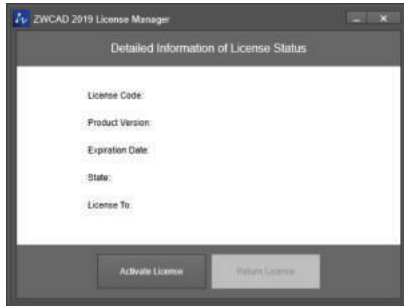 ZWCAD 2019 License Manager
Detailed Information of License Status
License Code:
Product Version:
Expiration Date:
State:
License To:
Activate License
Return License